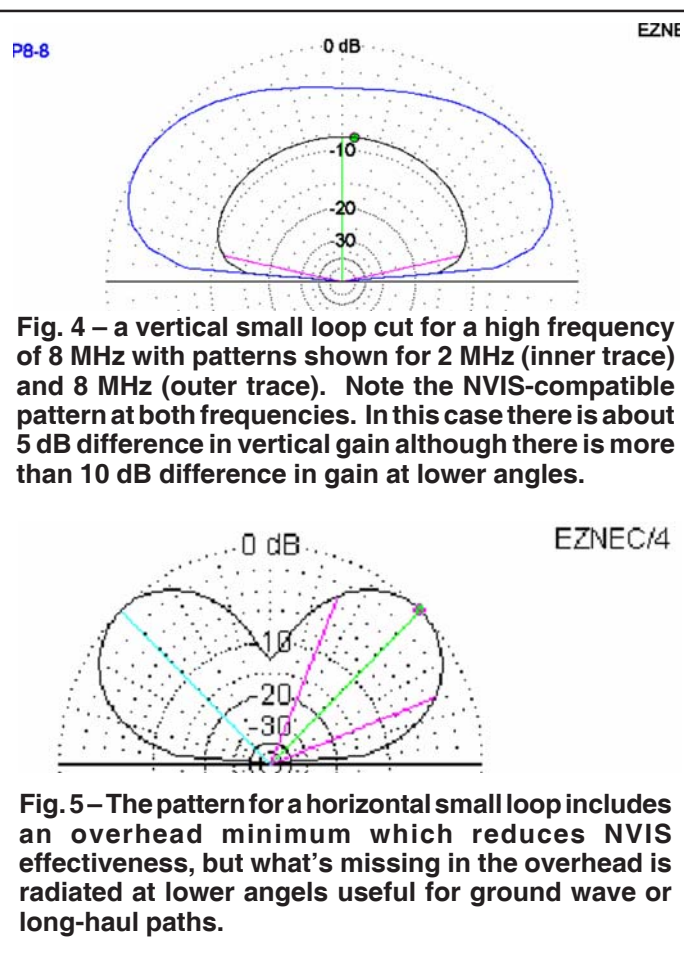 EZNE
P8-8
0 dB
-10
-20
-30
Fig. 4 – a vertical small loop cut for a high frequency
of 8 MHz with patterns shown for 2 MHz (inner trace)
and 8 MHz (outer trace).  Note the NVIS-compatible
pattern at both frequencies. In this case there is about
5 dB difference in vertical gain although there is more
than 10 dB difference in gain at lower angles.
EZNEC/4
0 dB
-10
-20
-30
Fig. 5 – The pattern for a horizontal small loop includes
an overhead minimum which reduces NVIS
effectiveness, but what's missing in the overhead is
radiated at lower angels useful for ground wave or
long-haul paths.